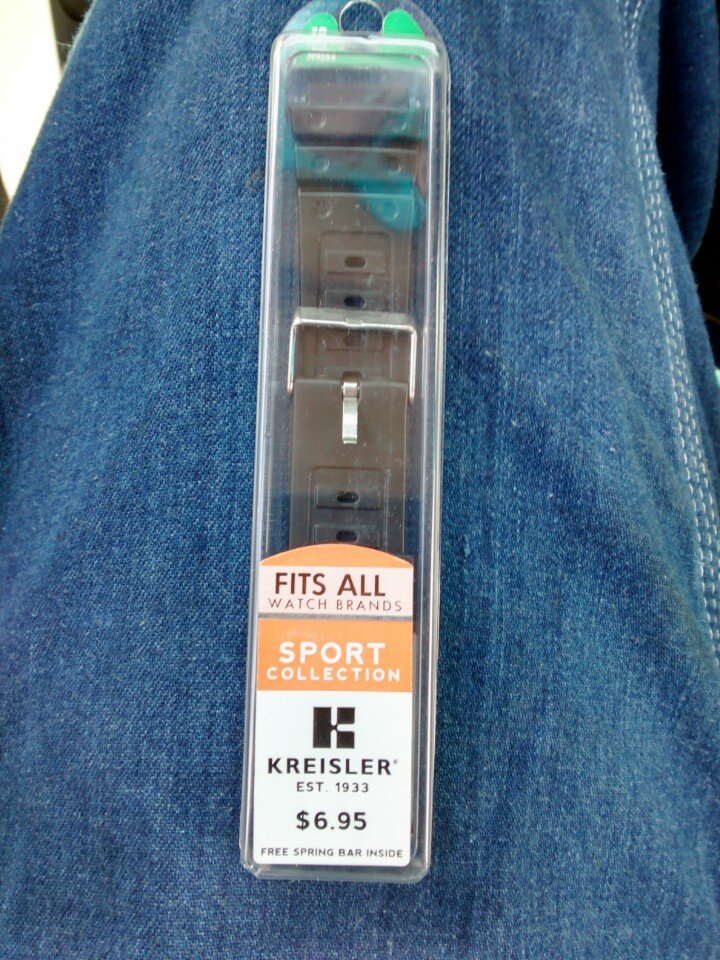 FITS ALL
WATCH BRANDS
SPORT
COLLECTION
KREISLER
EST. 1933
$6.95
FREE SPRING BAR INSIDE